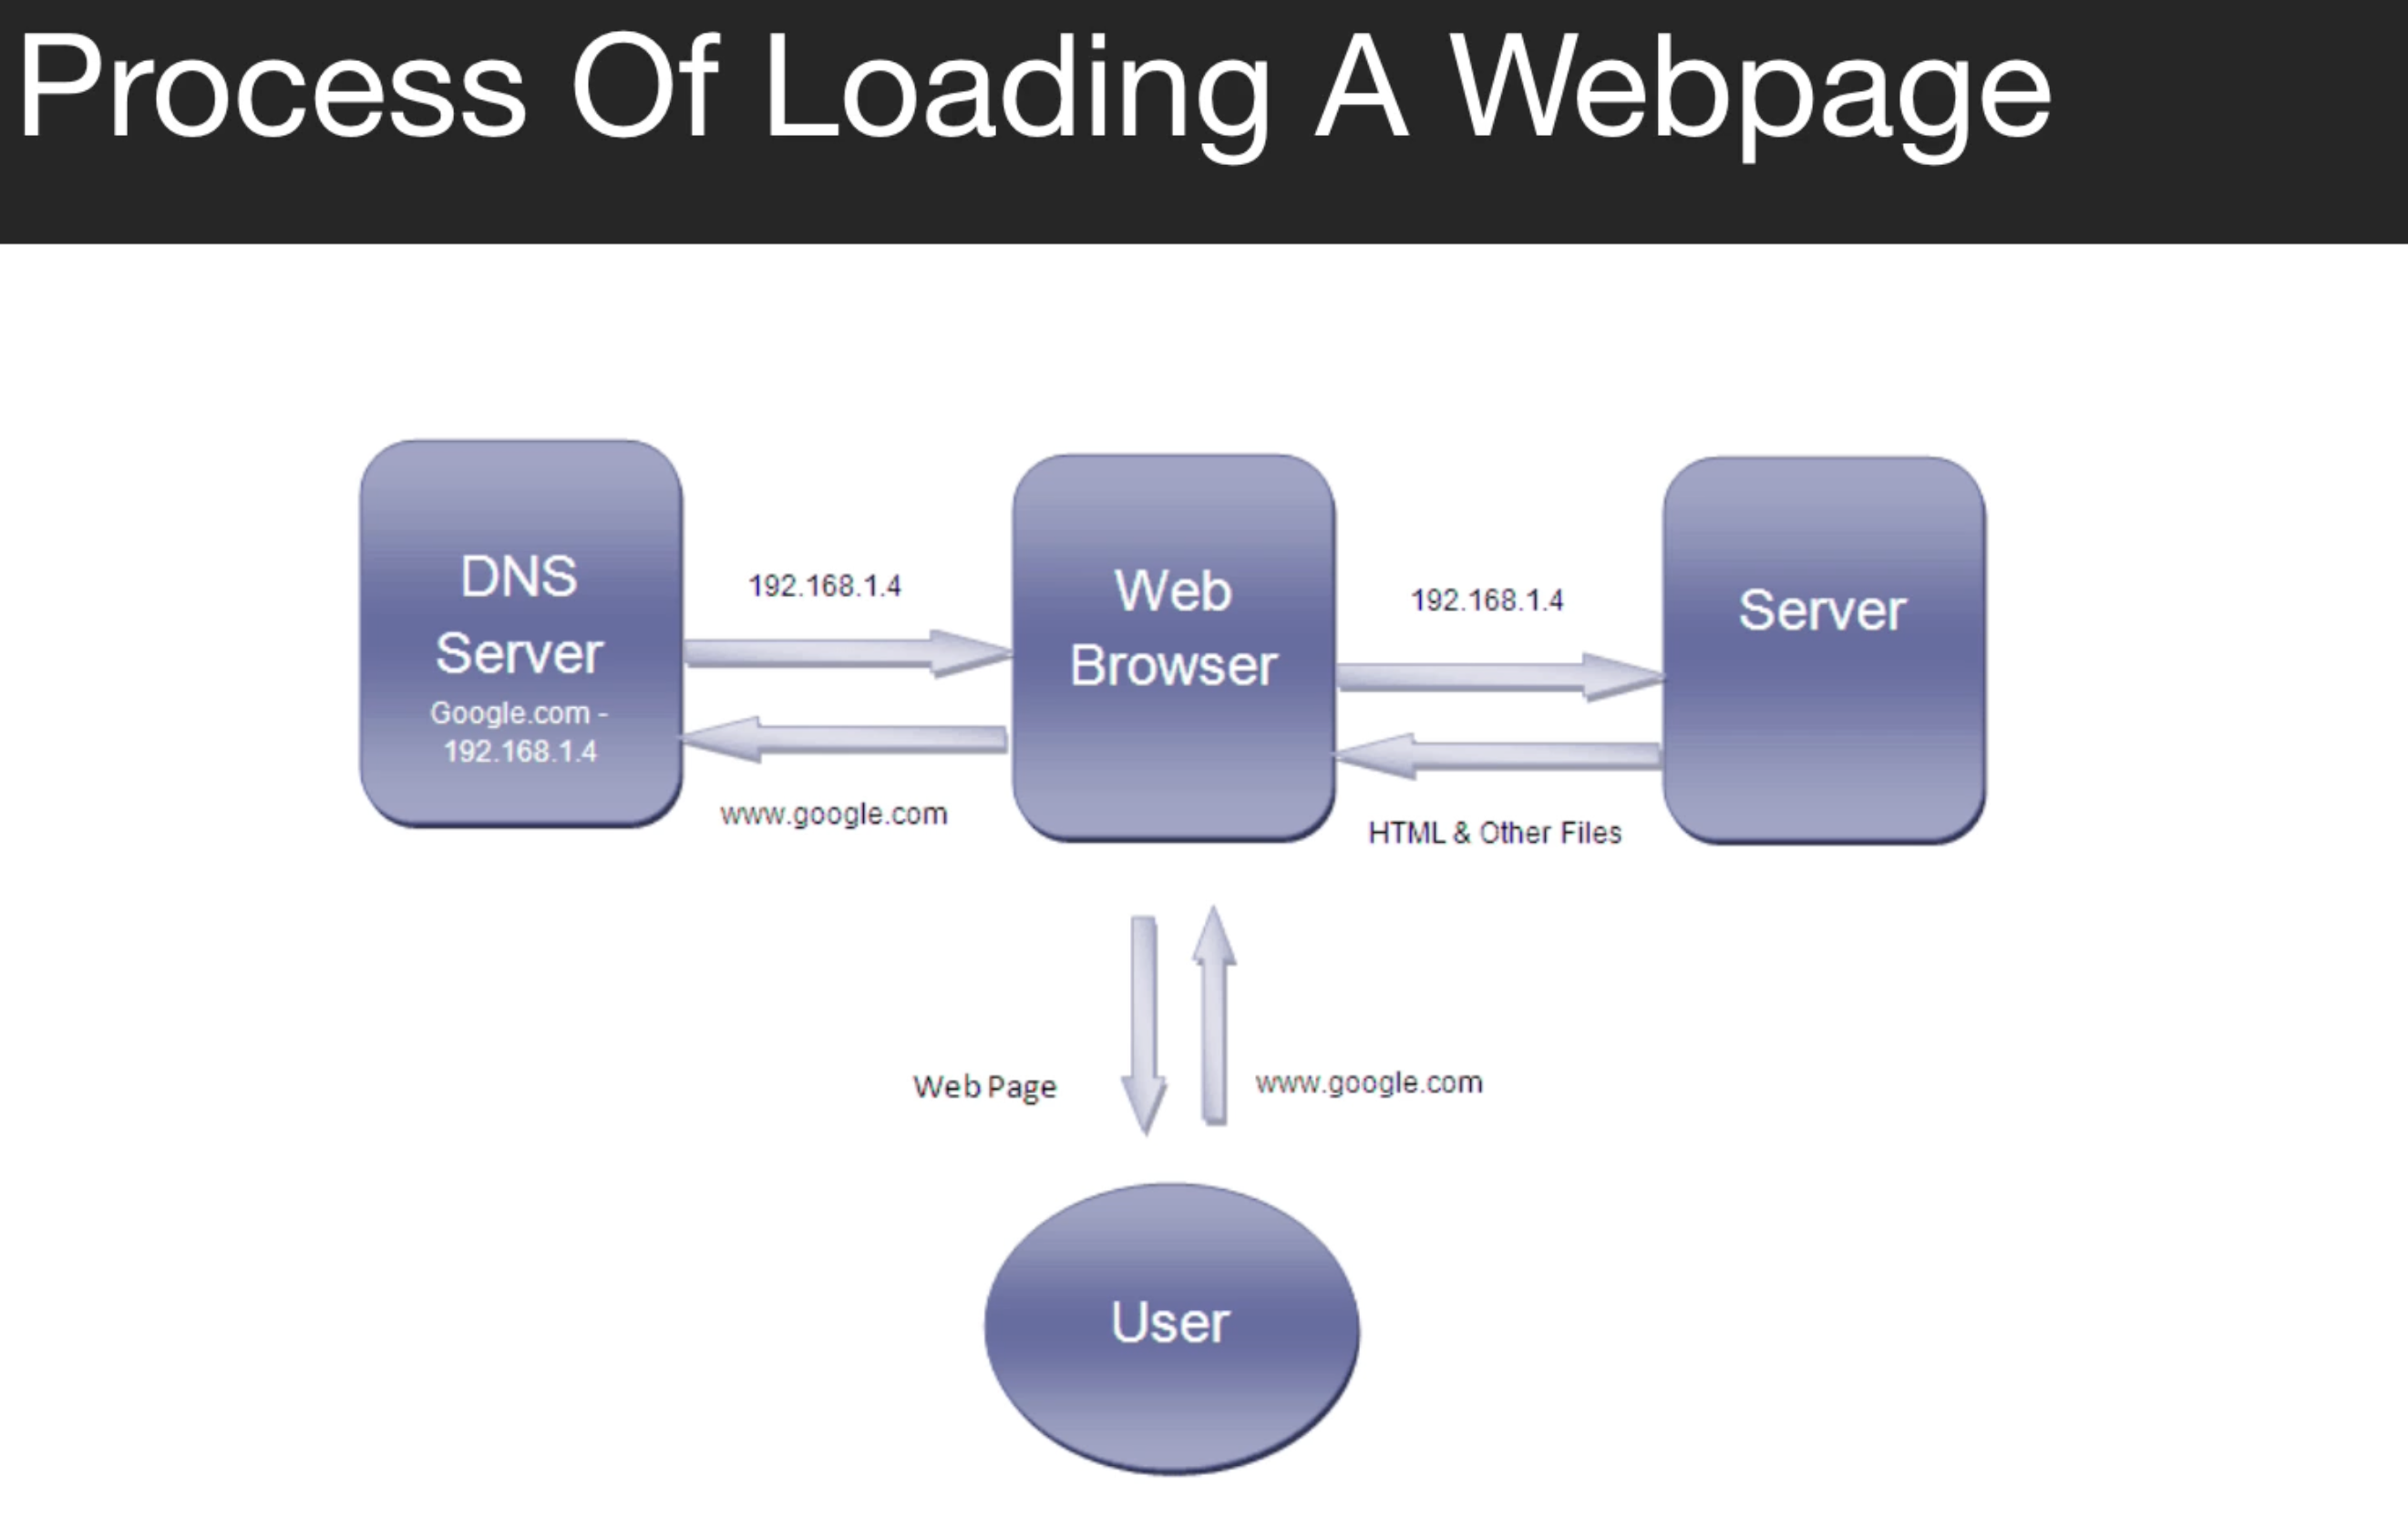 Process Of Loading A Webpage
DNS
Server
Google.com -
192.168.1.4
192.168.1.4
www.google.com
Web
Browser
192.168.1.4
HTML & Other Files
Server
Web Page
www.google.com
User